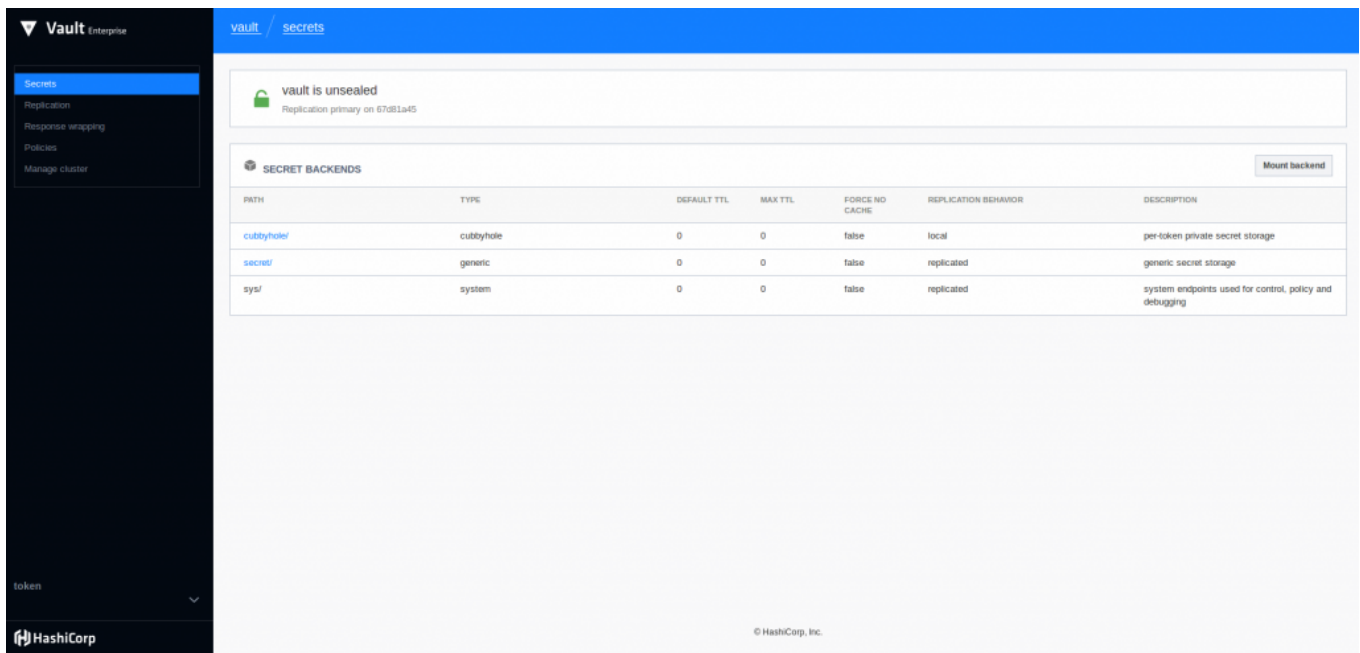 Vault Enterprise
vault / secrets
Secrets
Replication
Response wrapping
Policies
Manage cluster
vault is unsealed
Replication primary on 67d81a45
SECRET BACKENDS
Mount backend
PATH TYPE DEFAULT TTL MAX TTL FORCE NO CACHE REPLICATION BEHAVIOR DESCRIPTION
cubbyhole/ cubbyhole 0 0 false local per-token private secret storage
secret/ generic 0 0 false replicated generic secret storage
sys/ system 0 0 false replicated system endpoints used for control, policy and
debugging
token
HashiCorp
© HashiCorp, Inc.